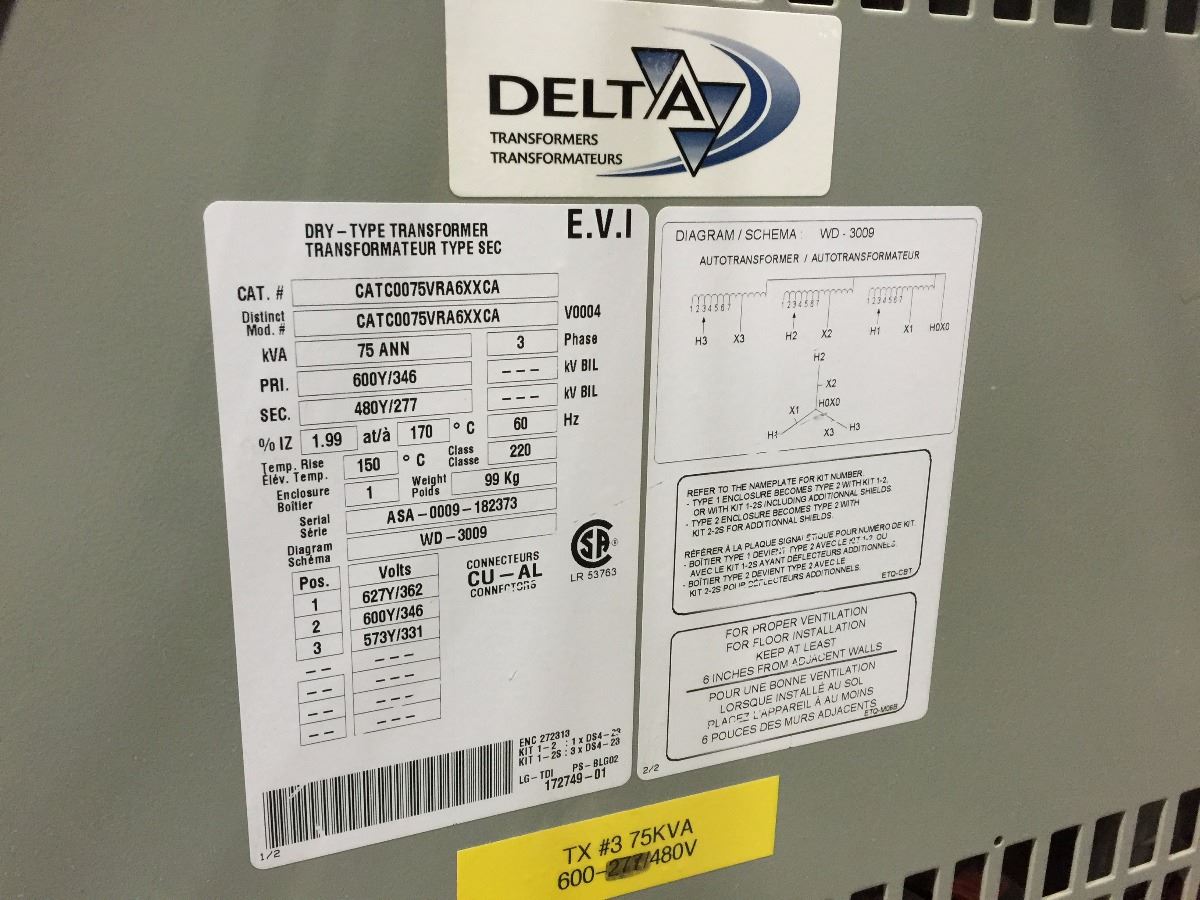 DELTA
TRANSFORMERS
TRANSFORMATEURS
DRY-TYPE TRANSFORMER
TRANSFORMATEUR TYPE SEC
E.V.I
CAT. # CATC0075VRA6XXCA
Distinct Mod. # CATC0075VRA6XXCA V0004
kVA 75 ANN 3 Phase
PRI. 600Y/346 --- kV BIL
SEC. 480Y/277 --- kV BIL
% IZ 1.99 at/à 170 ° C 60 Hz
Temp. Rise
Élév. Temp. 150 ° C Class
Classe 220
Enclosure
Boîtier 1 Weight
Poids 99 Kg
Serial
Série ASA-0009-182373
Diagram
Schéma WD-3009
Pos. Volts
1 627Y/362
2 600Y/346
3 573Y/331
-- ---
-- ---
-- ---
-- ---
CONNECTEURS
CU-AL
CONNECTORS
SA ®
LR 53763
ENC 272313
KIT 1-2 : 1 x DS4-23
KIT 1-2S : 3 x DS4-23
LG-TDI PS-BLG02
172749-01
1/2
DIAGRAM / SCHEMA : WD - 3009
AUTOTRANSFORMER / AUTOTRANSFORMATEUR
1 2 3 4 5 6 7 1 2 3 4 5 6 7 1 2 3 4 5 6 7
H3 X3 H2 X2 H1 X1 H0X0
H2
X2
H0X0
X1
H1 X3 H3
REFER TO THE NAMEPLATE FOR KIT NUMBER.
- TYPE 1 ENCLOSURE BECOMES TYPE 2 WITH KIT 1-2,
OR WITH KIT 1-2S INCLUDING ADDITIONNAL SHIELDS.
- TYPE 2 ENCLOSURE BECOMES TYPE 2 WITH
KIT 2-2S FOR ADDITIONNAL SHIELDS.
RÉFÉRER À LA PLAQUE SIGNALÉTIQUE POUR NUMÉRO DE KIT.
- BOÎTIER TYPE 1 DEVIENT TYPE 2 AVEC LE KIT 1-2 OU
AVEC LE KIT 1-2S AYANT DÉFLECTEURS ADDITIONNELS.
- BOÎTIER TYPE 2 DEVIENT TYPE 2 AVEC LE
KIT 2-2S POUR DÉFLECTEURS ADDITIONNELS.
ETQ-CBT
FOR PROPER VENTILATION
FOR FLOOR INSTALLATION
KEEP AT LEAST
6 INCHES FROM ADJACENT WALLS
POUR UNE BONNE VENTILATION
LORSQUE INSTALLÉ AU SOL
PLACEZ L'APPAREIL À AU MOINS
6 POUCES DES MURS ADJACENTS
ETQ-M06B
2/2
TX #3 75KVA
600-277/480V